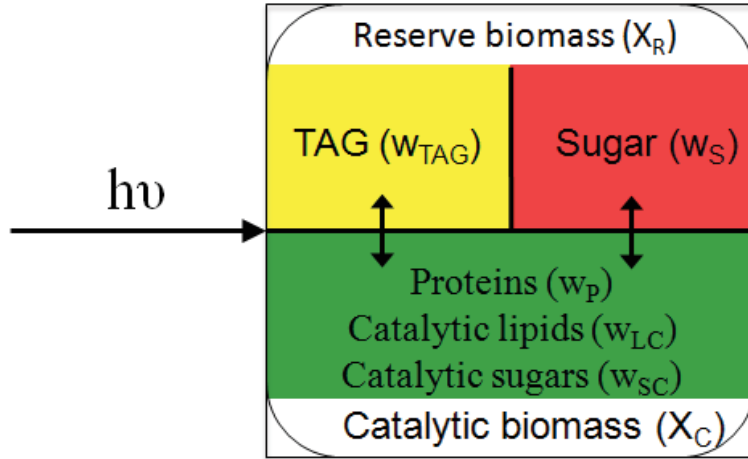 Reserve biomass (X_R)
TAG (w_TAG)
Sugar (w_S)
hυ
Proteins (w_P)
Catalytic lipids (w_LC)
Catalytic sugars (w_SC)
Catalytic biomass (X_C)